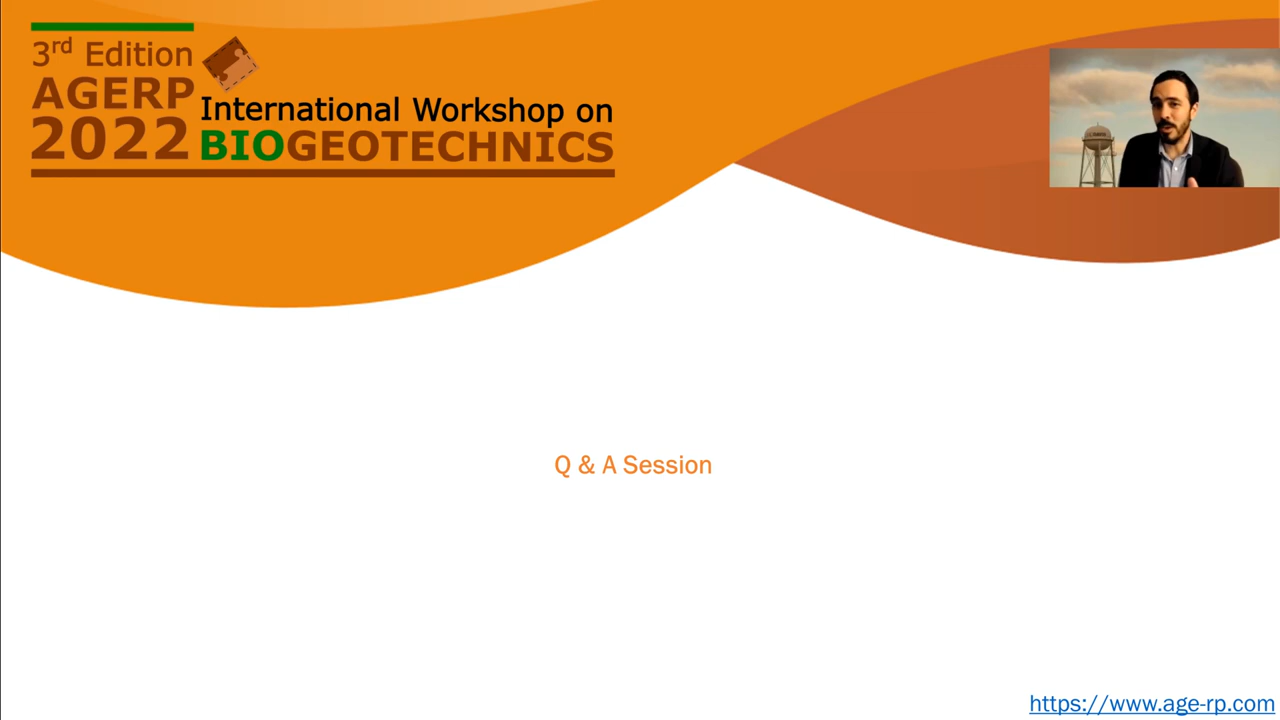 3rd Edition
AGERP
2022
International Workshop on
BIOGEOTECHNICS
Q & A Session
https://www.age-rp.com